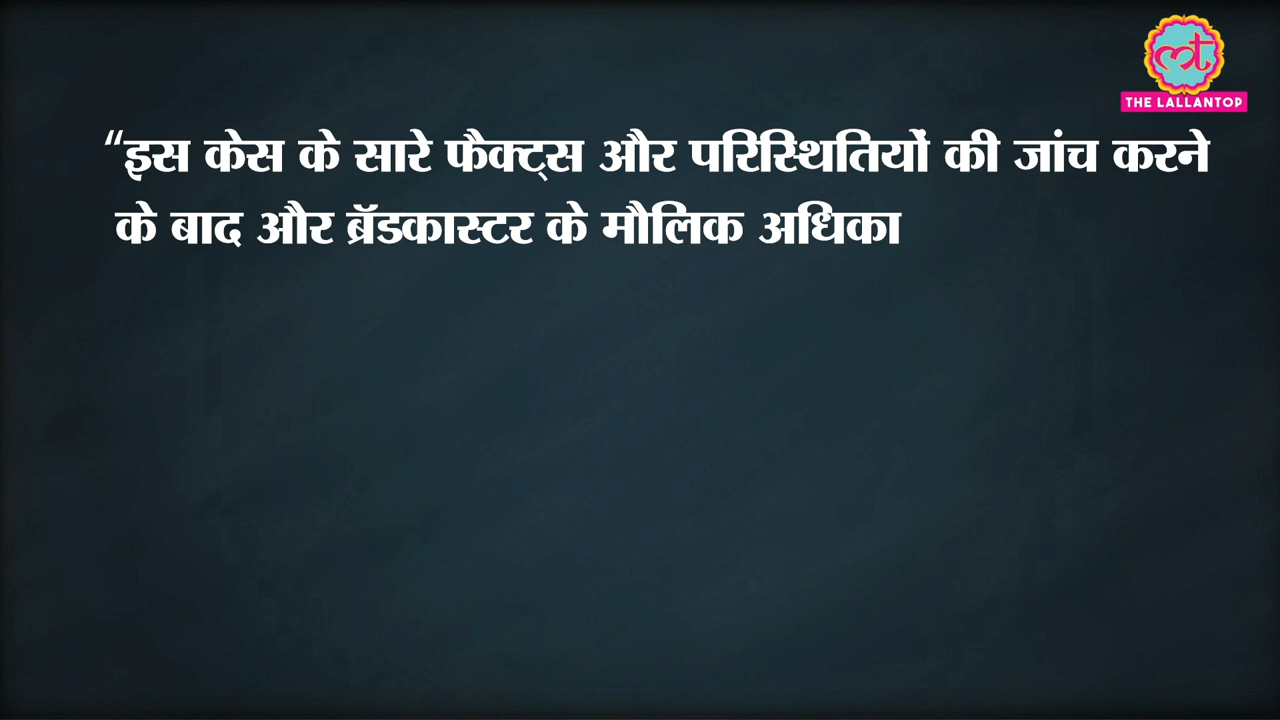 THE LALLANTOP
“इस केस के सारे फैक्ट्स और परिस्थितियों की जांच करने
के बाद और ब्रॅडकास्टर के मौलिक अधिका